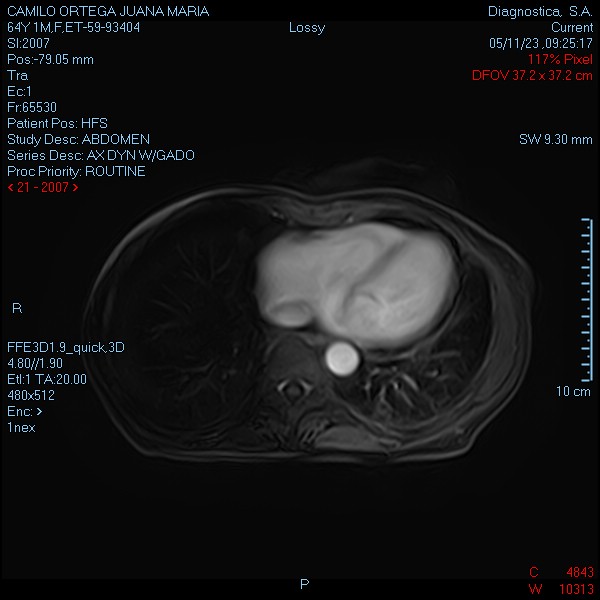 CAMILO ORTEGA JUANA MARIA
64Y 1M,F,ET-59-93404
SI:2007
Pos:-79.05 mm
Tra
Ec:1
Fr:65530
Patient Pos: HFS
Study Desc: ABDOMEN
Series Desc: AX DYN W/GADO
Proc Priority: ROUTINE
< 21 - 2007 >
Lossy
Diagnostica, S.A.
Current
05/11/23 ,09:25:17
117% Pixel
DFOV 37.2 x 37.2 cm
SW 9.30 mm
R
FFE3D1.9_quick,3D
4.80//1.90
Etl:1 TA:20.00
480x512
Enc: >
1nex
10 cm
P
C 4843
W 10313